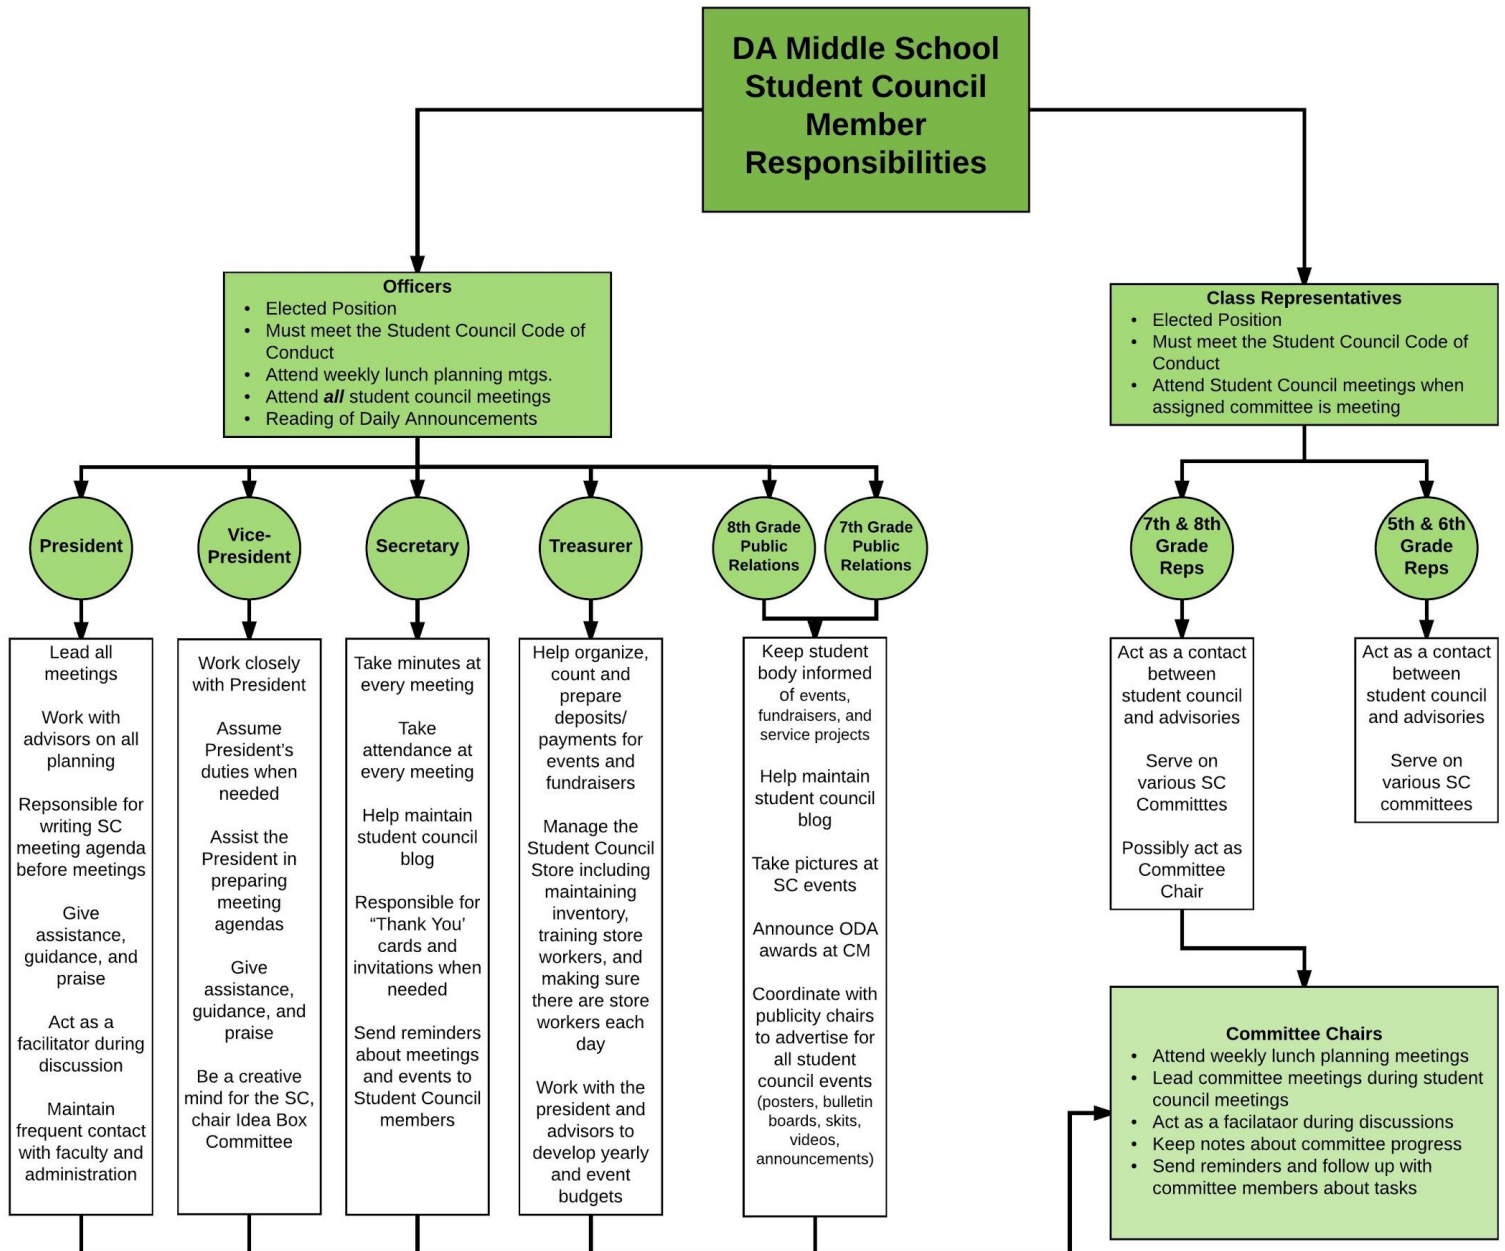 DA Middle School
Student Council
Member
Responsibilities
Officers
• Elected Position
• Must meet the Student Council Code of
Conduct
• Attend weekly lunch planning mtgs.
• Attend all student council meetings
• Reading of Daily Announcements
Class Representatives
• Elected Position
• Must meet the Student Council Code of
Conduct
• Attend Student Council meetings when
assigned committee is meeting
President
Vice-
President
Secretary
Treasurer
8th Grade
Public
Relations
7th Grade
Public
Relations
7th & 8th
Grade
Reps
5th & 6th
Grade
Reps
Lead all
meetings
Work with
advisors on all
planning
Repsonsible for
writing SC
meeting agenda
before meetings
Give
assistance,
guidance, and
praise
Act as a
facilitator during
discussion
Maintain
frequent contact
with faculty and
administration
Work closely
with President
Assume
President's
duties when
needed
Assist the
President in
preparing
meeting
agendas
Give
assistance,
guidance, and
praise
Be a creative
mind for the SC,
chair Idea Box
Committee
Take minutes at
every meeting
Take
attendance at
every meeting
Help maintain
student council
blog
Responsible for
“Thank You’
cards and
invitations when
needed
Send reminders
about meetings
and events to
Student Council
members
Help organize,
count and
prepare
deposits/
payments for
events and
fundraisers
Manage the
Student Council
Store including
maintaining
inventory,
training store
workers, and
making sure
there are store
workers each
day
Work with the
president and
advisors to
develop yearly
and event
budgets
Keep student
body informed
of events,
fundraisers, and
service projects
Help maintain
student council
blog
Take pictures at
SC events
Announce ODA
awards at CM
Coordinate with
publicity chairs
to advertise for
all student
council events
(posters, bulletin
boards, skits,
videos,
announcements)
Act as a contact
between
student council
and advisories
Serve on
various SC
Committtes
Possibly act as
Committee
Chair
Act as a contact
between
student council
and advisories
Serve on
various SC
committees
Committee Chairs
• Attend weekly lunch planning meetings
• Lead committee meetings during student
council meetings
• Act as a facilataor during discussions
• Keep notes about committee progress
• Send reminders and follow up with
committee members about tasks